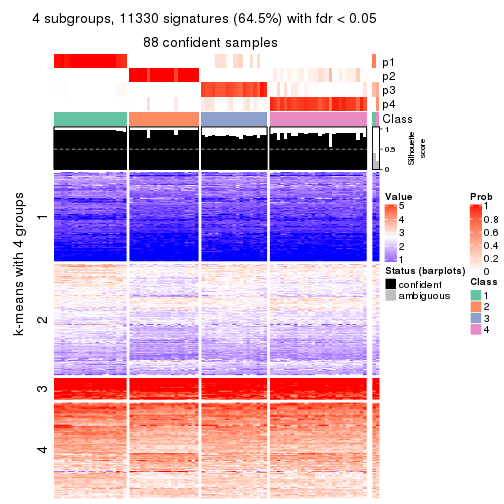 4 subgroups, 11330 signatures (64.5%) with fdr < 0.05
88 confident samples
p1
p2
p3
p4
Class
1
0.5
0
Silhouette
score
k-means with 4 groups
1
2
3
4
Value
5
4
3
2
1
Status (barplots)
confident
ambiguous
Prob
1
0.8
0.6
0.4
0.2
0
Class
1
2
3
4